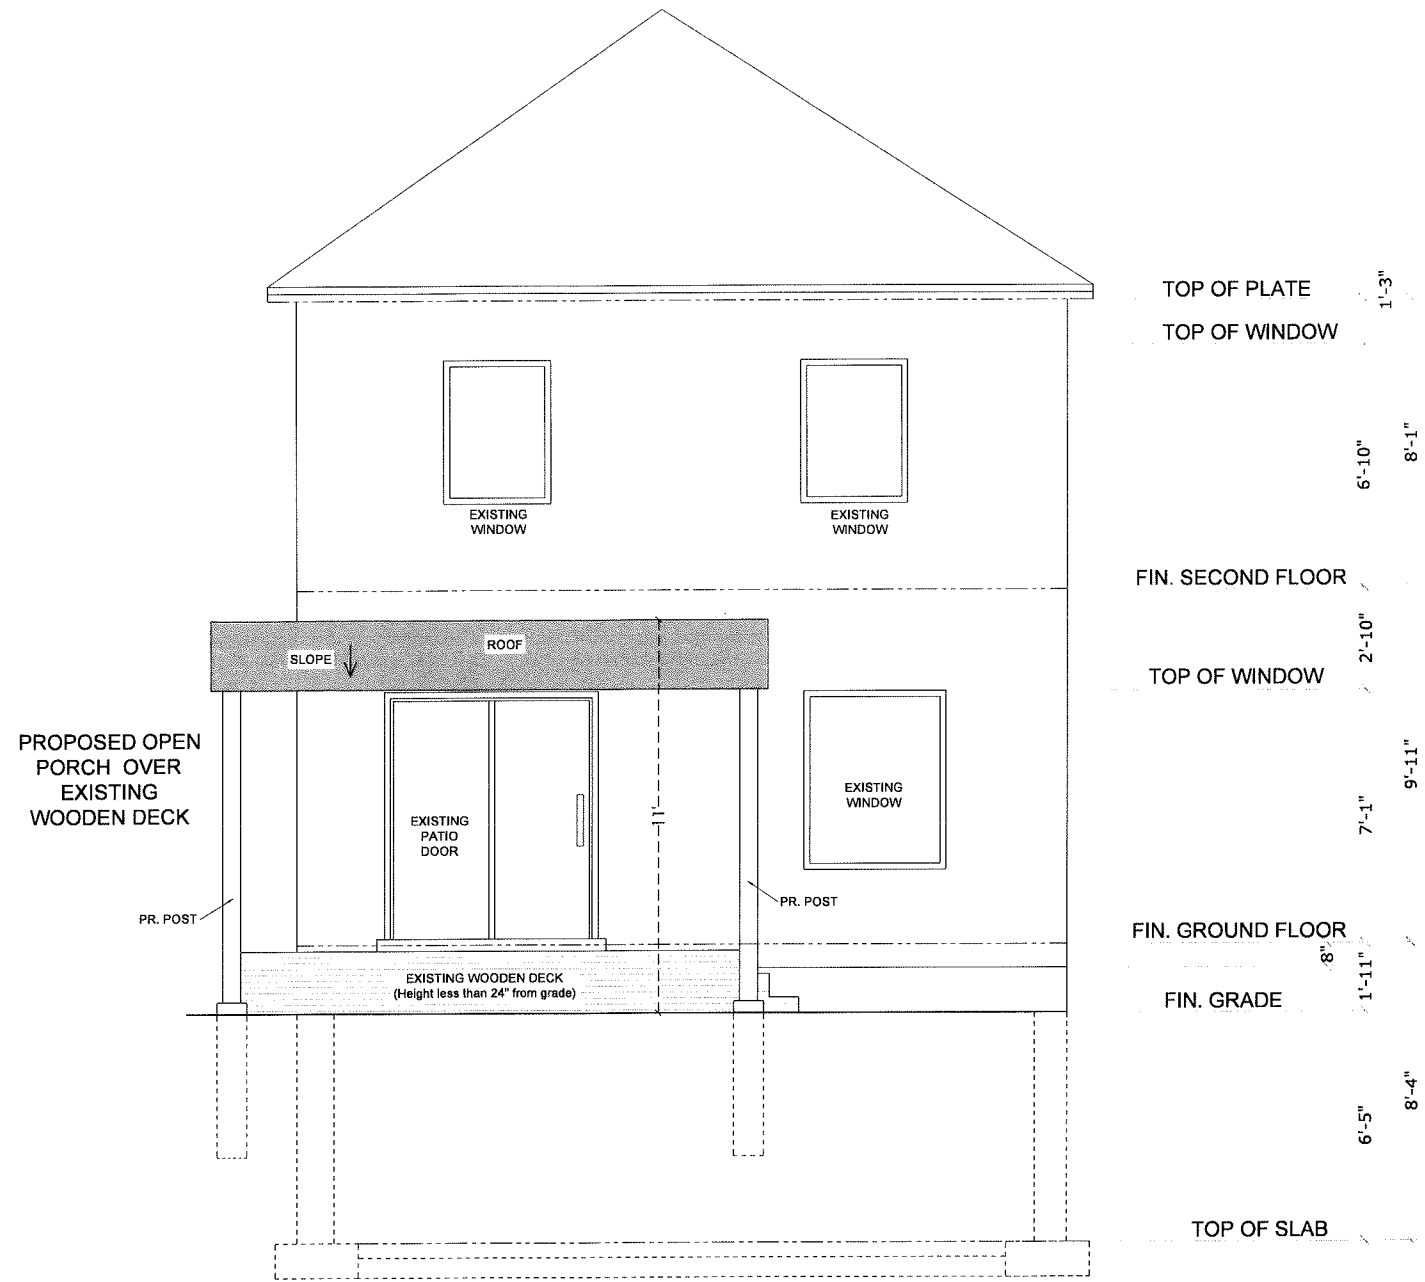 TOP OF PLATE
1'-3"
TOP OF WINDOW
6'-10"
8'-1"
EXISTING
WINDOW
EXISTING
WINDOW
FIN. SECOND FLOOR
2'-10"
ROOF
SLOPE
TOP OF WINDOW
PROPOSED OPEN
PORCH OVER
EXISTING
WOODEN DECK
9'-11"
7'-1"
EXISTING
PATIO
DOOR
11'
EXISTING
WINDOW
PR. POST
PR. POST
FIN. GROUND FLOOR
8"
1'-11"
EXISTING WOODEN DECK
(Height less than 24" from grade)
FIN. GRADE
6'-5"
8'-4"
TOP OF SLAB